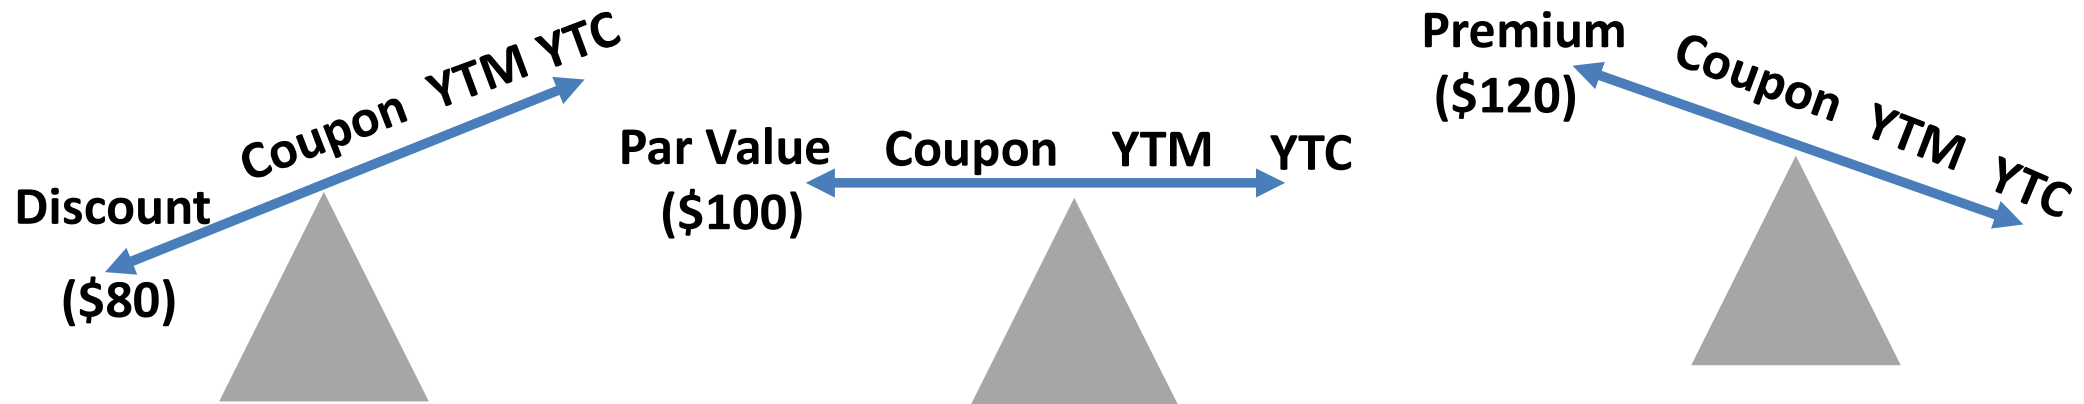 Discount
($80)
Coupon YTM YTC
Par Value
($100)
Coupon YTM YTC
Premium
($120)
Coupon YTM YTC